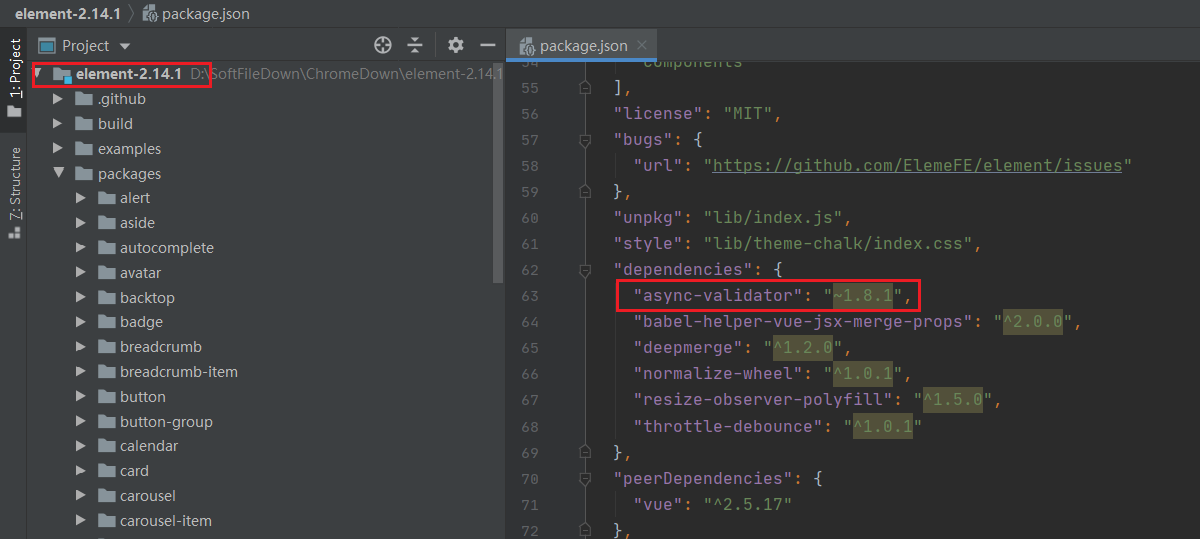 element-2.14.1 package.json
1: Project
7: Structure
Project
element-2.14.1 D:\SoftFileDown\ChromeDown\element-2.14.1
.github
build
examples
packages
alert
aside
autocomplete
avatar
backtop
badge
breadcrumb
breadcrumb-item
button
button-group
calendar
card
carousel
carousel-item
package.json
54 components
55 ],
56 "license": "MIT",
57 "bugs": {
58 "url": "https://github.com/ElemeFE/element/issues"
59 },
60 "unpkg": "lib/index.js",
61 "style": "lib/theme-chalk/index.css",
62 "dependencies": {
63 "async-validator": "~1.8.1",
64 "babel-helper-vue-jsx-merge-props": "^2.0.0",
65 "deepmerge": "^1.2.0",
66 "normalize-wheel": "^1.0.1",
67 "resize-observer-polyfill": "^1.5.0",
68 "throttle-debounce": "^1.0.1"
69 },
70 "peerDependencies": {
71 "vue": "^2.5.17"
72 },